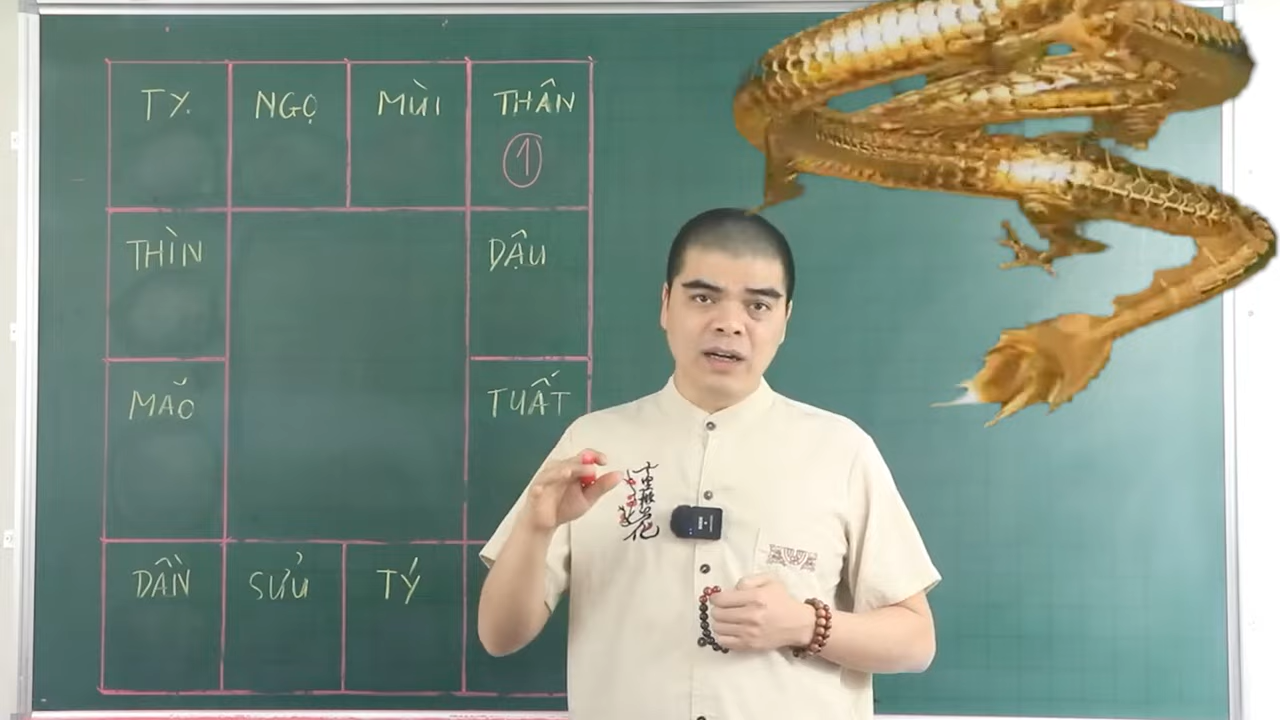 TỴ NGỌ MÙI THÂN
1
THÌN DẬU
MÃO TUẤT
DẦN SỬU TÝ